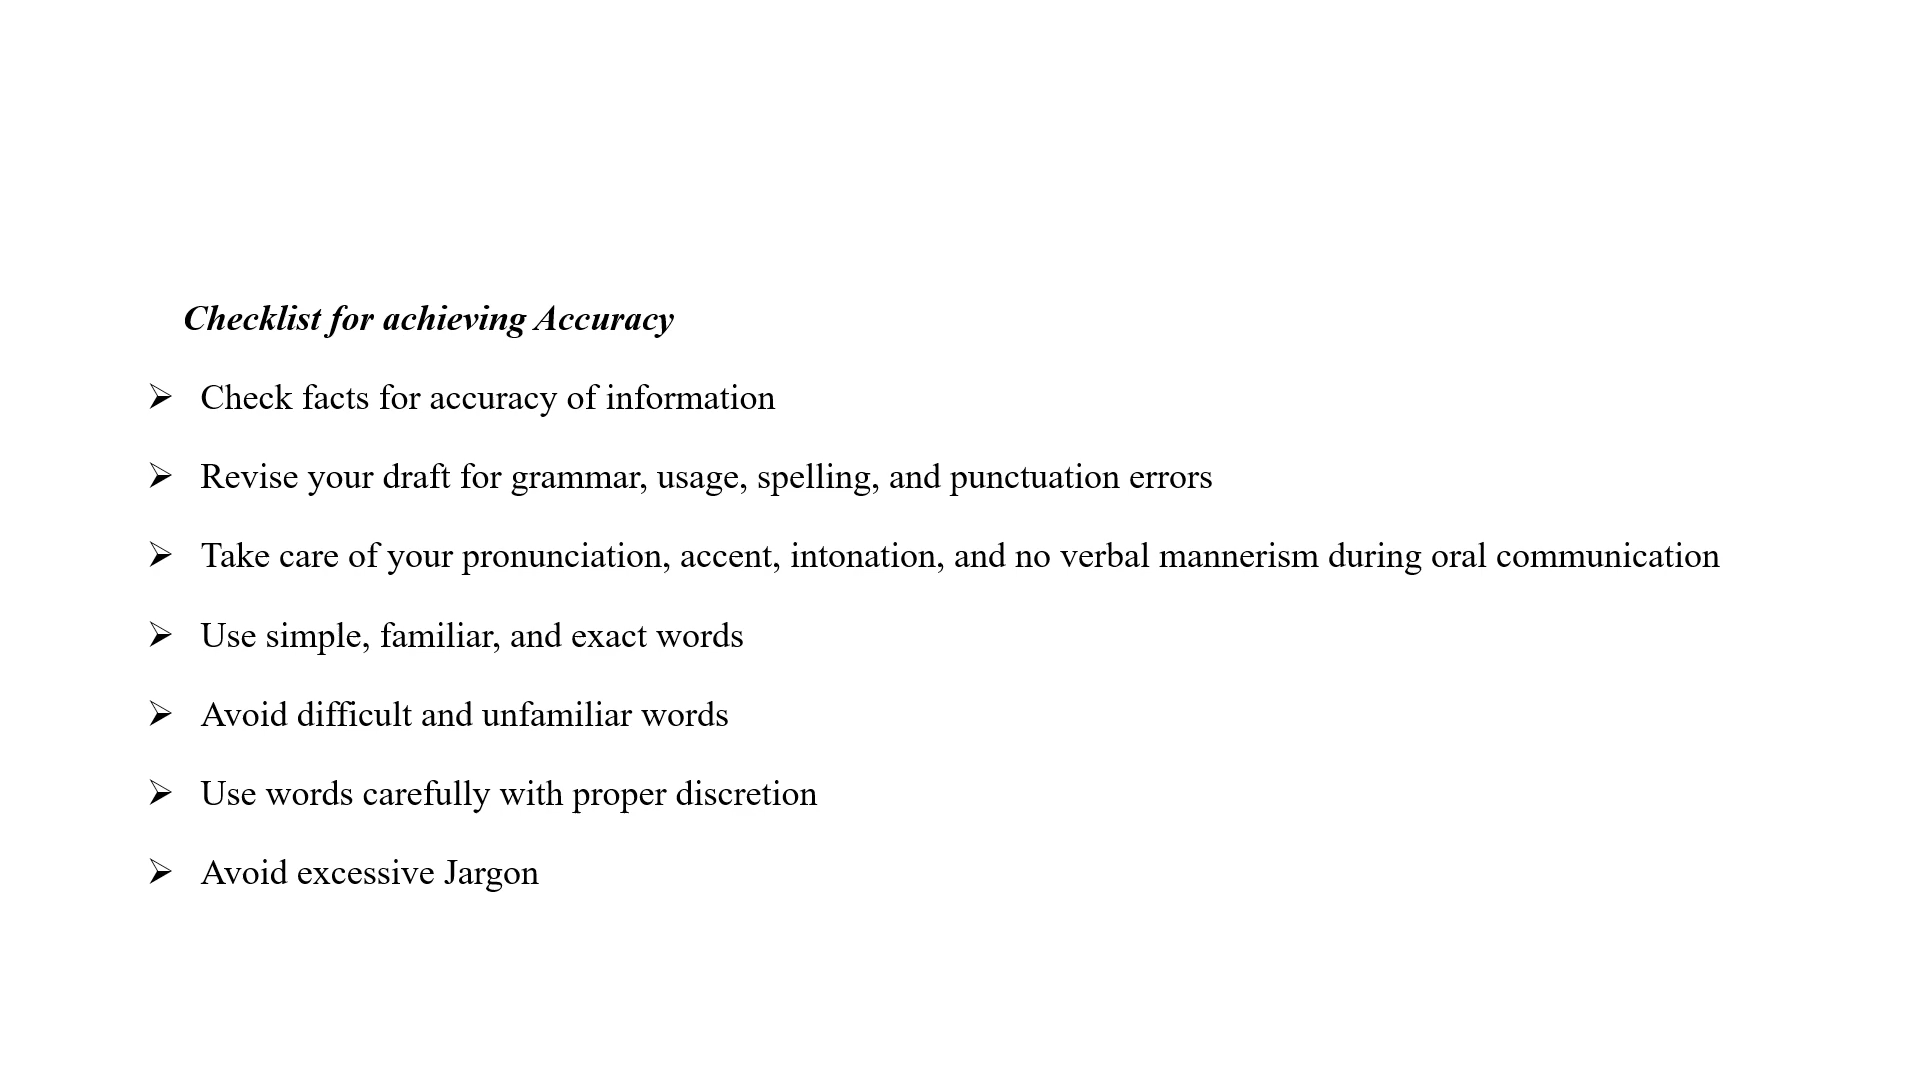 Checklist for achieving Accuracy
➢ Check facts for accuracy of information
➢ Revise your draft for grammar, usage, spelling, and punctuation errors
➢ Take care of your pronunciation, accent, intonation, and no verbal mannerism during oral communication
➢ Use simple, familiar, and exact words
➢ Avoid difficult and unfamiliar words
➢ Use words carefully with proper discretion
➢ Avoid excessive Jargon